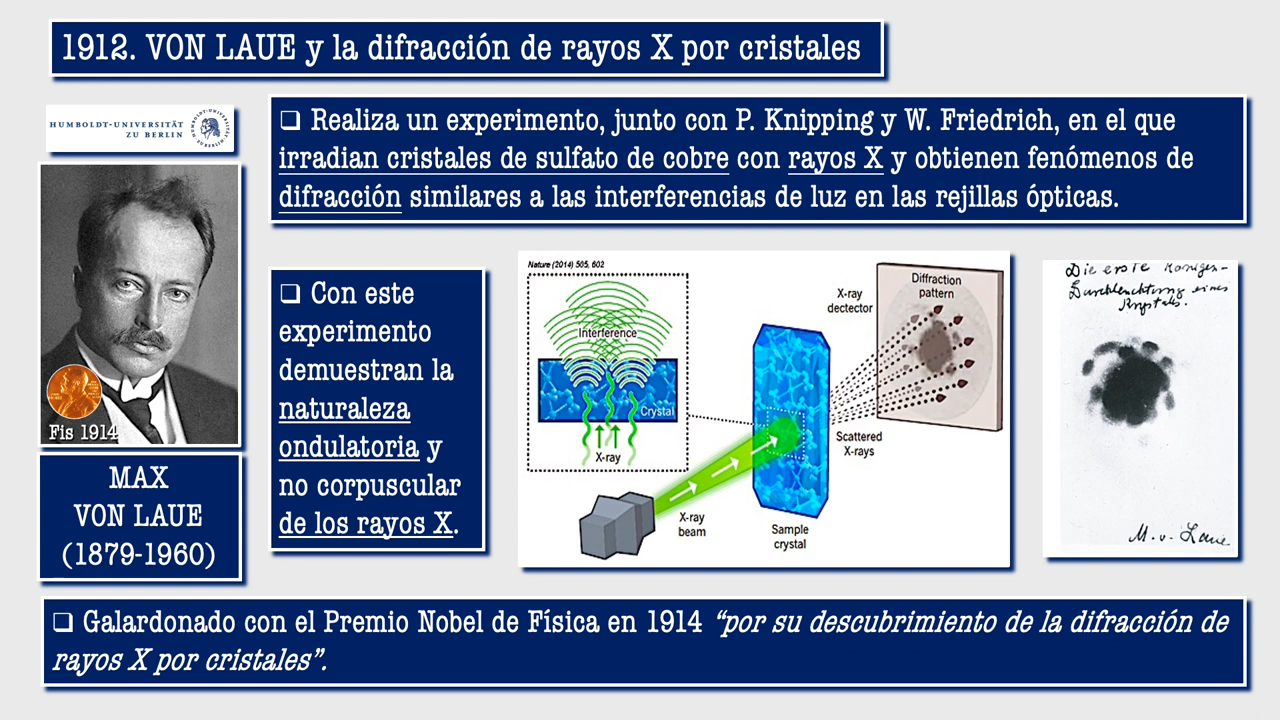 1912. VON LAUE y la difracción de rayos X por cristales
HUMBOLDT-UNIVERSITÄT
ZU BERLIN
❑ Realiza un experimento, junto con P. Knipping y W. Friedrich, en el que
irradian cristales de sulfato de cobre con rayos X y obtienen fenómenos de
difracción similares a las interferencias de luz en las rejillas ópticas.
Fis 1914
MAX
VON LAUE
(1879-1960)
❑ Con este
experimento
demuestran la
naturaleza
ondulatoria y
no corpuscular
de los rayos X.
Nature (2014) 505, 602
Interference
Crystal
X-ray
X-ray
beam
Sample
crystal
X-ray
dectector
Diffraction
pattern
Scattered
X-rays
Die erste Röntgen-
Durchleuchtung eines
Krystalls.
M. v. Laue
❑ Galardonado con el Premio Nobel de Física en 1914 “por su descubrimiento de la difracción de
rayos X por cristales”.